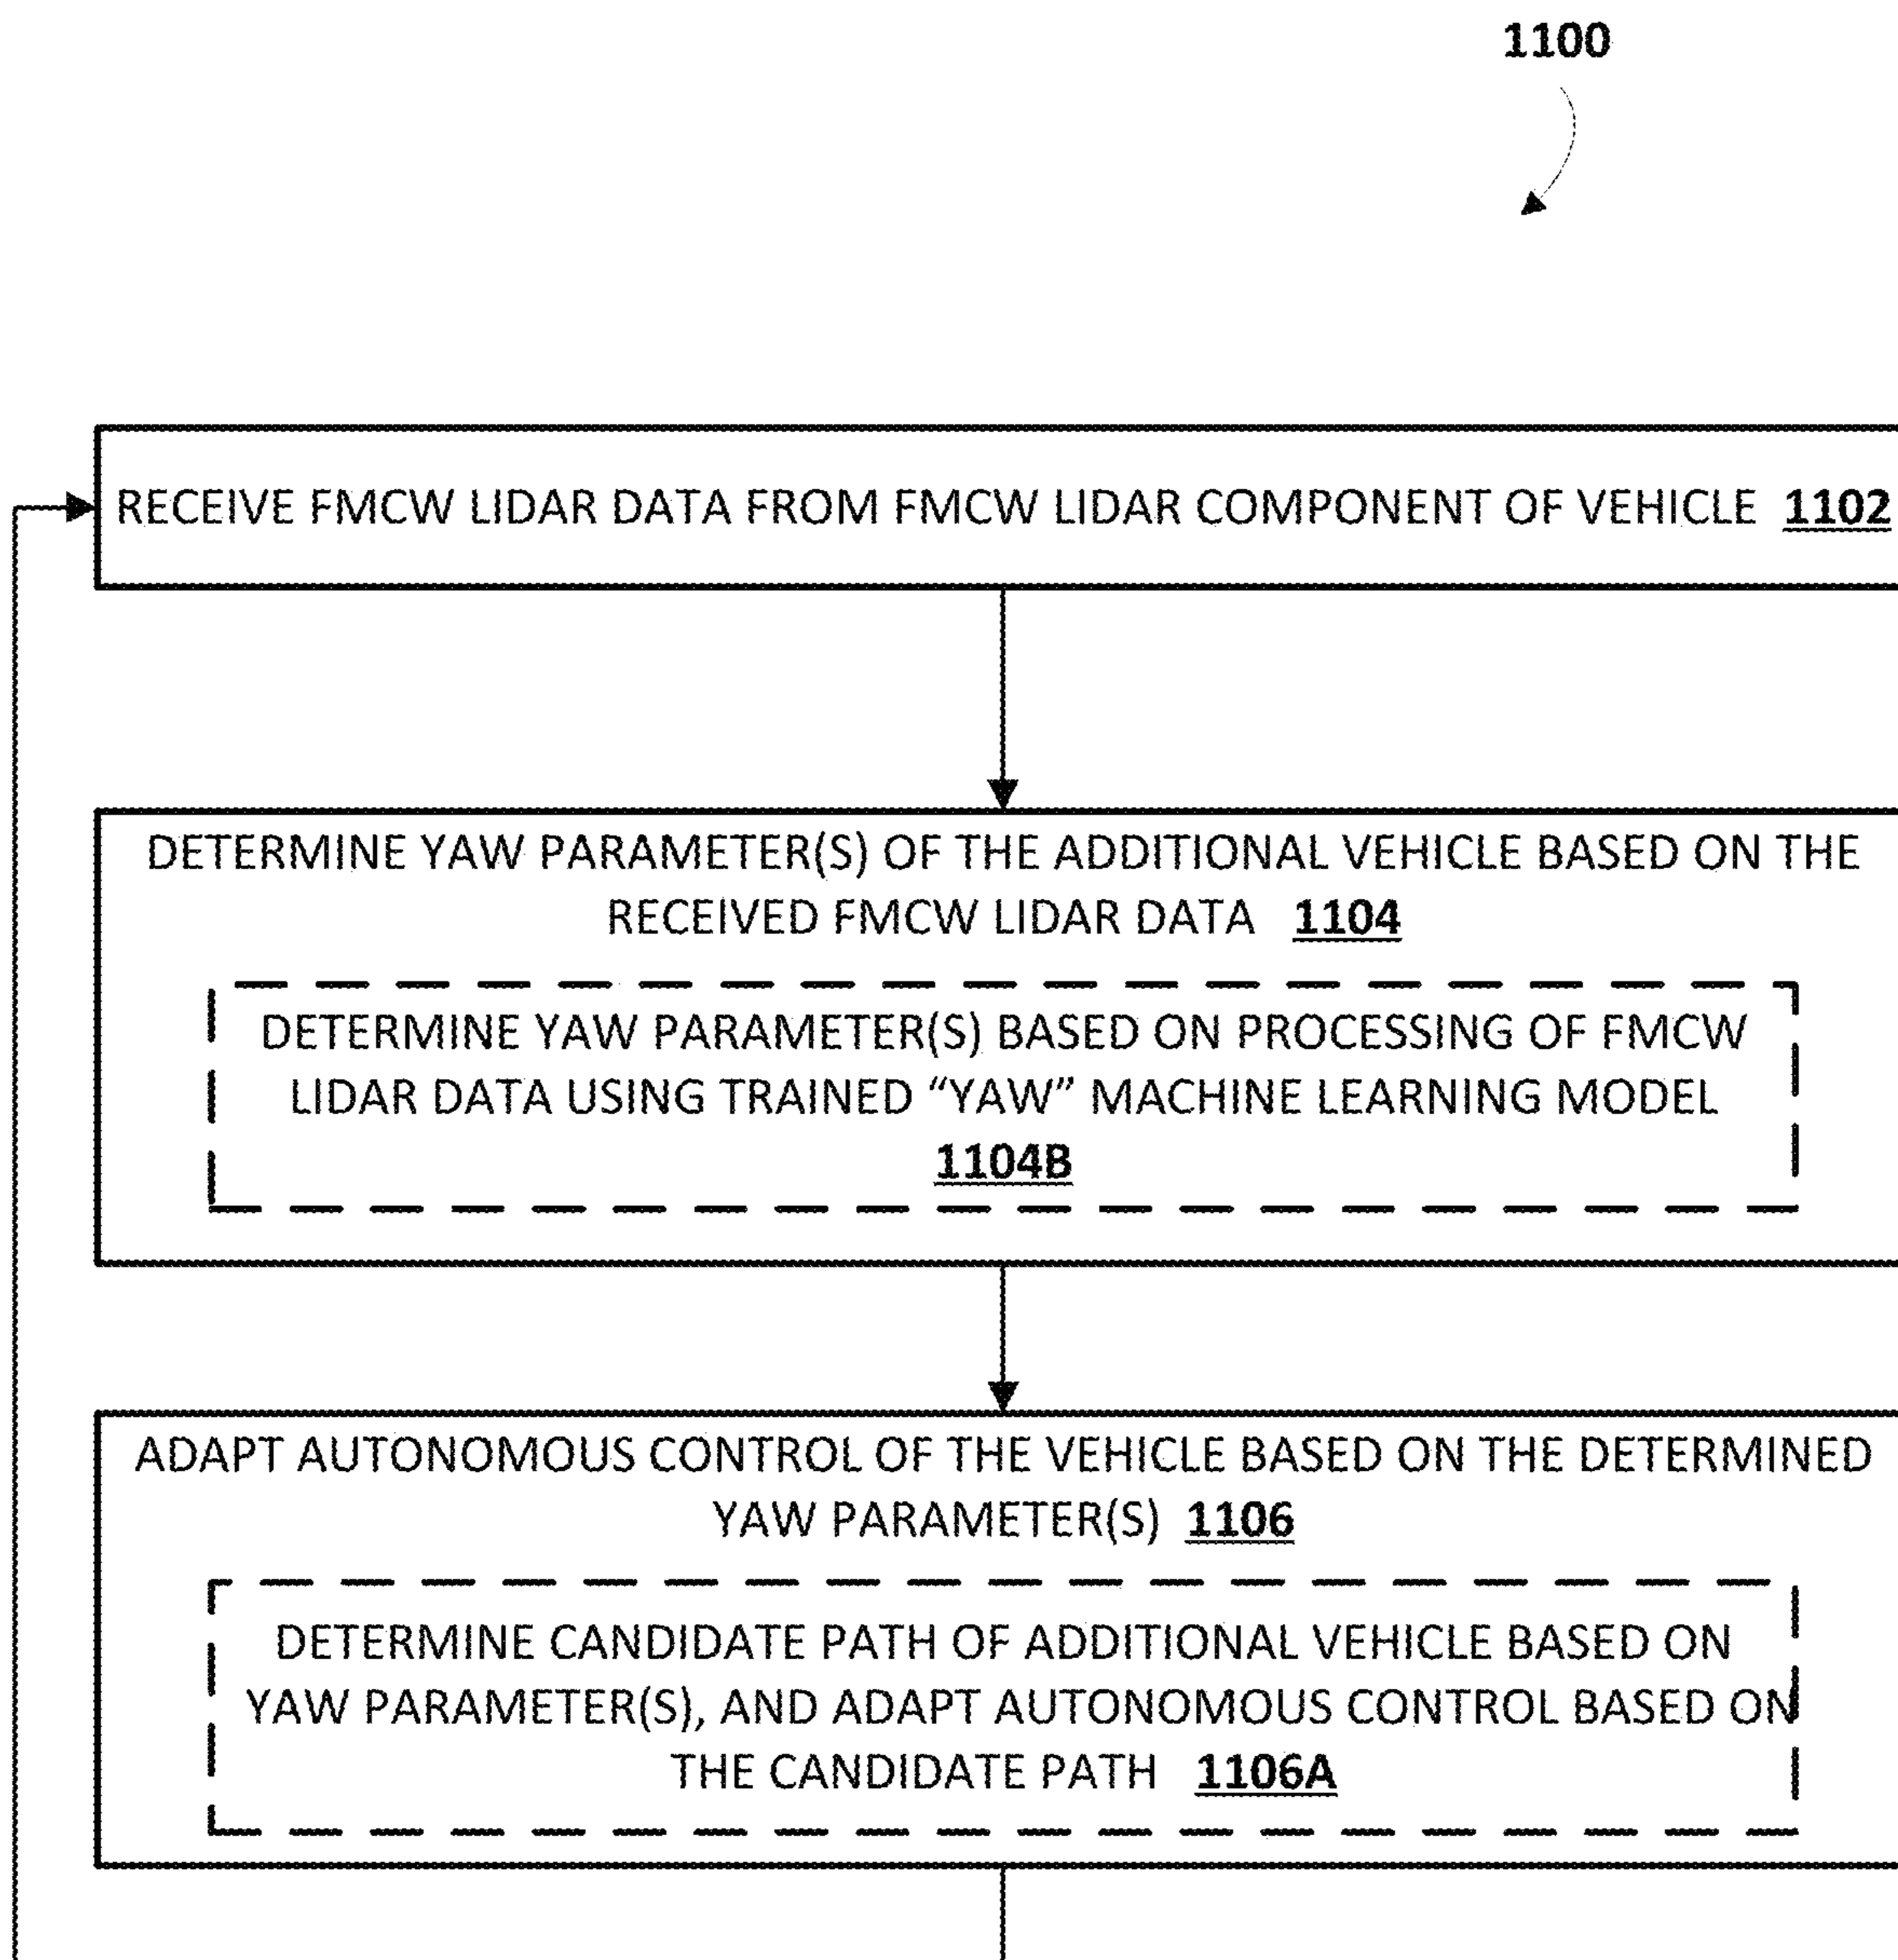 1100
RECEIVE FMCW LIDAR DATA FROM FMCW LIDAR COMPONENT OF VEHICLE 1102
DETERMINE YAW PARAMETER(S) OF THE ADDITIONAL VEHICLE BASED ON THE
RECEIVED FMCW LIDAR DATA 1104
DETERMINE YAW PARAMETER(S) BASED ON PROCESSING OF FMCW
LIDAR DATA USING TRAINED “YAW” MACHINE LEARNING MODEL
1104B
ADAPT AUTONOMOUS CONTROL OF THE VEHICLE BASED ON THE DETERMINED
YAW PARAMETER(S) 1106
DETERMINE CANDIDATE PATH OF ADDITIONAL VEHICLE BASED ON
YAW PARAMETER(S), AND ADAPT AUTONOMOUS CONTROL BASED ON
THE CANDIDATE PATH 1106A